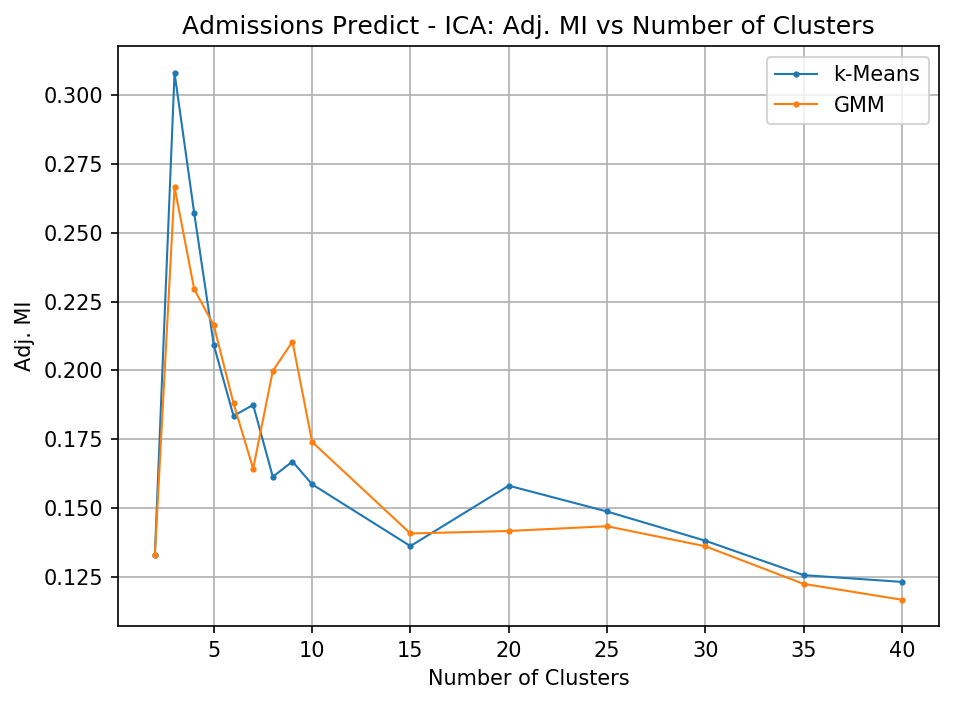 Admissions Predict - ICA: Adj. MI vs Number of Clusters
k-Means
GMM
0.300
0.275
0.250
0.225
0.200
0.175
0.150
0.125
Adj. MI
5 10 15 20 25 30 35 40
Number of Clusters